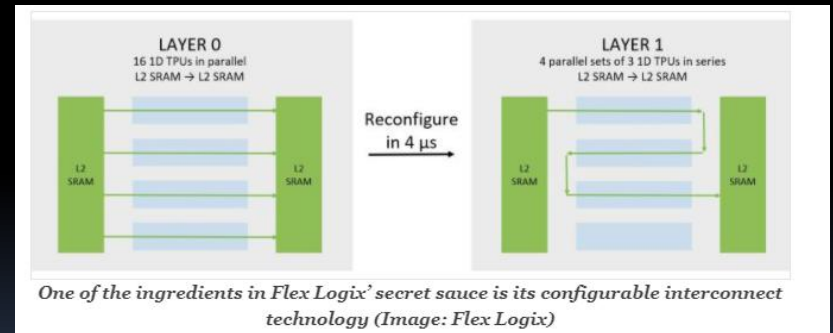 LAYER 0
16 1D TPUs in parallel
L2 SRAM → L2 SRAM
L2
SRAM
L2
SRAM
Reconfigure
in 4 µs
LAYER 1
4 parallel sets of 3 1D TPUs in series
L2 SRAM → L2 SRAM
L2
SRAM
L2
SRAM
One of the ingredients in Flex Logix’ secret sauce is its configurable interconnect
technology (Image: Flex Logix)